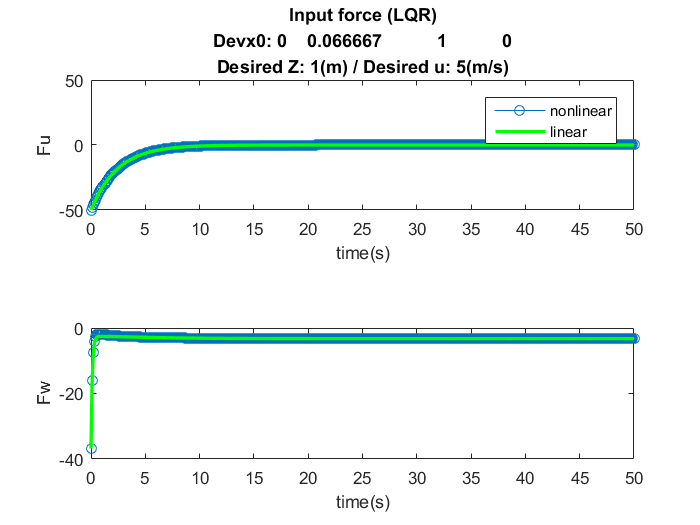 Input force (LQR)
Devx0: 0 0.066667 1 0
Desired Z: 1(m) / Desired u: 5(m/s)
50
0
-50
Fu
nonlinear
linear
0 5 10 15 20 25 30 35 40 45 50
time(s)
0
-20
-40
Fw
0 5 10 15 20 25 30 35 40 45 50
time(s)